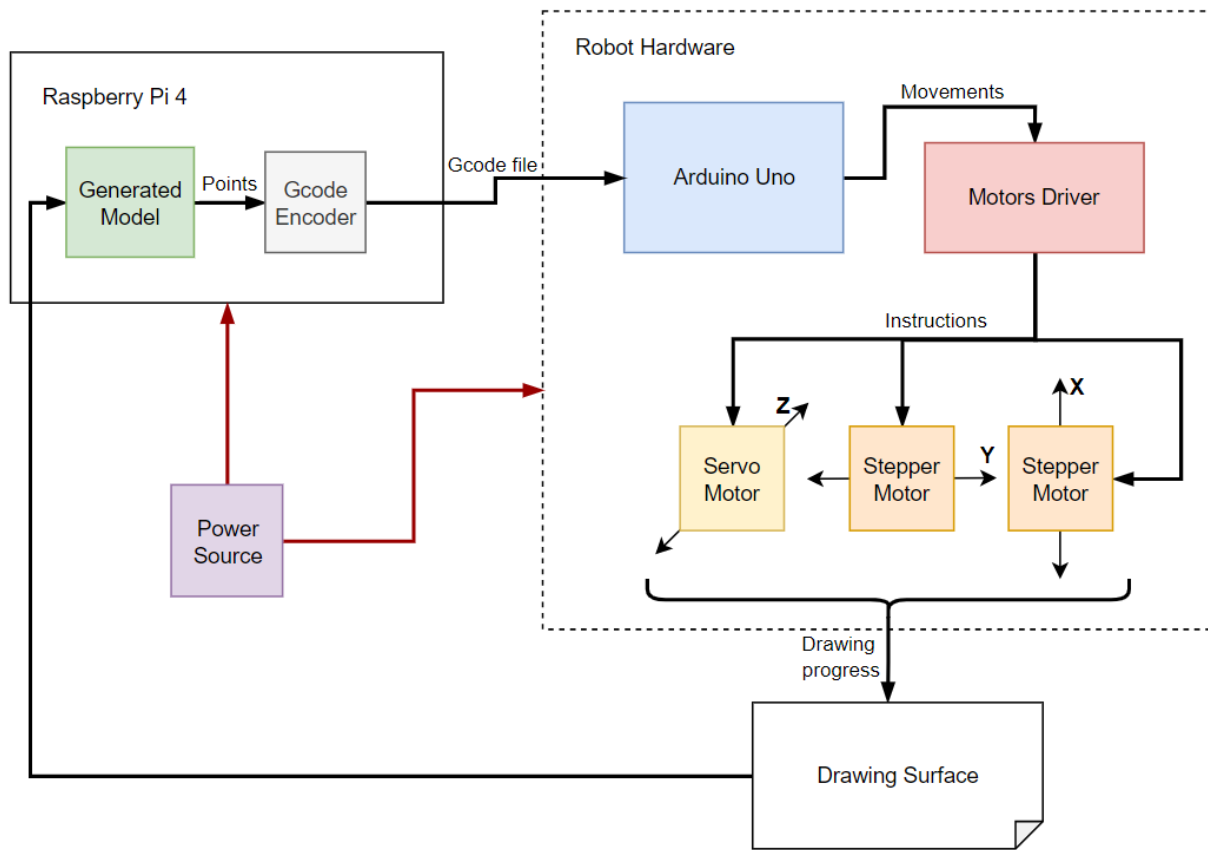 Robot Hardware
Raspberry Pi 4
Generated
Model
Points
Gcode
Encoder
Gcode file
Arduino Uno
Movements
Motors Driver
Instructions
Z
Servo
Motor
Stepper
Motor
Y
X
Stepper
Motor
Power
Source
Drawing
progress
Drawing Surface